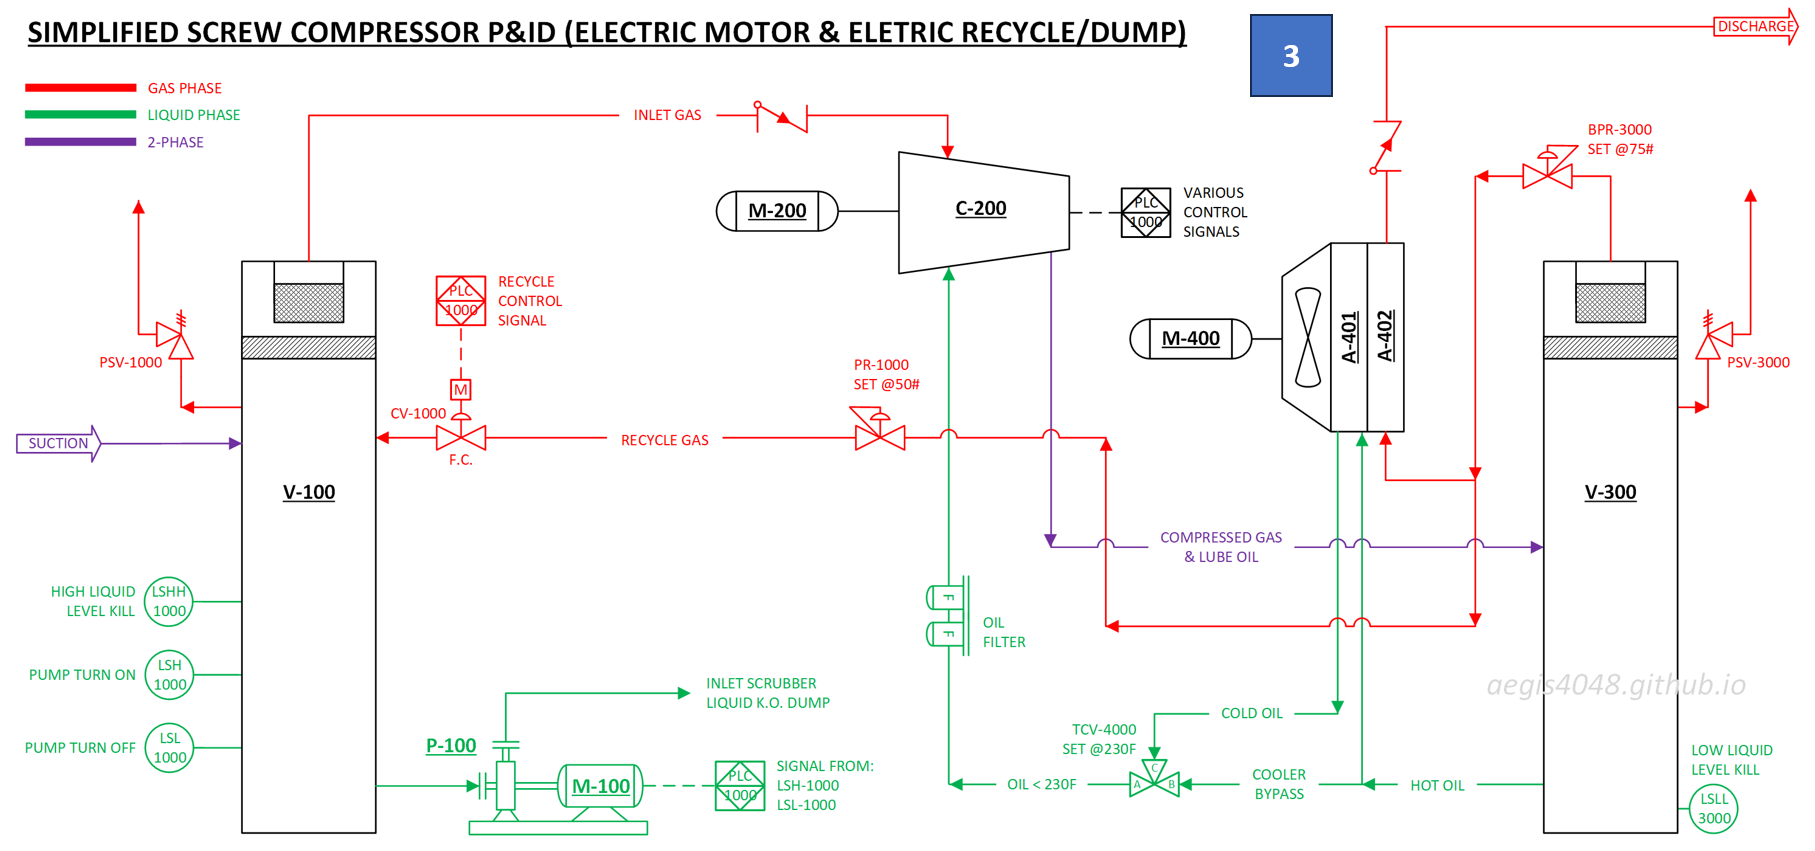 SIMPLIFIED SCREW COMPRESSOR P&ID (ELECTRIC MOTOR & ELETRIC RECYCLE/DUMP)
3
DISCHARGE
GAS PHASE
LIQUID PHASE
2-PHASE
INLET GAS
BPR-3000
SET @75#
M-200
C-200
PLC
1000
VARIOUS
CONTROL
SIGNALS
PLC
1000
RECYCLE
CONTROL
SIGNAL
PSV-1000
M
CV-1000
F.C.
PR-1000
SET @50#
RECYCLE GAS
M-400
A-401
A-402
PSV-3000
SUCTION
V-100
V-300
COMPRESSED GAS
& LUBE OIL
HIGH LIQUID
LEVEL KILL
LSHH
1000
F
F
OIL
FILTER
PUMP TURN ON
LSH
1000
INLET SCRUBBER
LIQUID K.O. DUMP
aegis4048.github.io
COLD OIL
PUMP TURN OFF
LSL
1000
P-100
M-100
PLC
1000
SIGNAL FROM:
LSH-1000
LSL-1000
TCV-4000
SET @230F
C
A
B
OIL < 230F
COOLER
BYPASS
HOT OIL
LOW LIQUID
LEVEL KILL
LSLL
3000